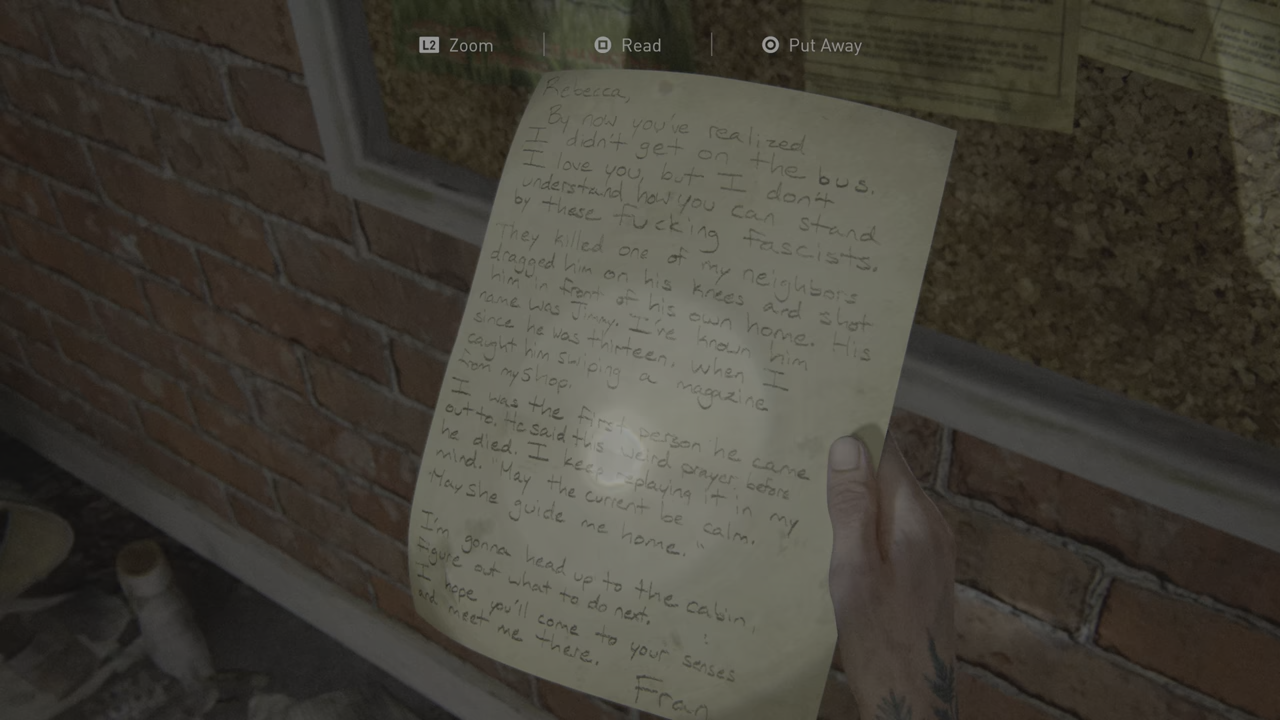 L2 Zoom Read Put Away
Rebecca,
By now you've realized
I didn't get on the bus.
I love you, but I don't
understand how you can stand
by these fucking fascists.
They killed one of my neighbors
dragged him on his knees and shot
him in front of his own home. His
name was Jimmy. I've known him
since he was thirteen. When I
caught him swiping a magazine
from my shop.
I was the first person he came
out to. He said this weird prayer before
he died. I keep replaying it in my
mind. "May the current be calm.
May she guide me home."
I'm gonna head up to the cabin,
figure out what to do next.
I hope you'll come to your senses
and meet me there.
Fran